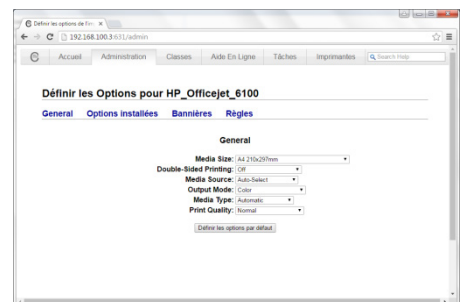 Définir les options de l'im
192.168.100.3:631/admin
Accueil Administration Classes Aide En Ligne Tâches Imprimantes Search Help
Définir les Options pour HP_Officejet_6100
General Options installées Bannières Règles
General
Media Size: A4 210x297mm
Double-Sided Printing: Off
Media Source: Auto-Select
Output Mode: Color
Media Type: Automatic
Print Quality: Normal
Définir les options par défaut